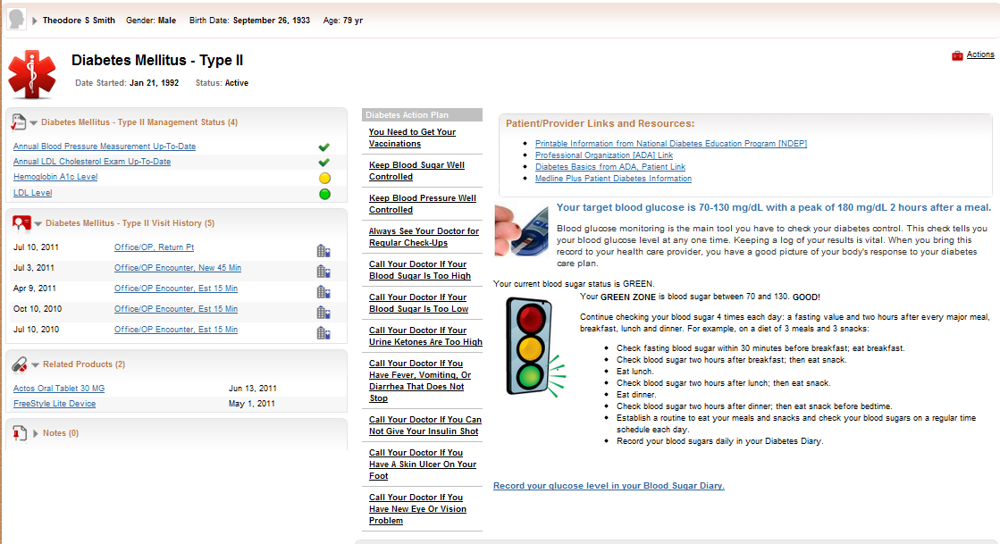 Theodore S Smith Gender: Male Birth Date: September 26, 1933 Age: 79 yr
Diabetes Mellitus - Type II
Actions
Date Started: Jan 21, 1992 Status: Active
Diabetes Mellitus - Type II Management Status (4)
Annual Blood Pressure Measurement Up-To-Date
Annual LDL Cholesterol Exam Up-To-Date
Hemoglobin A1c Level
LDL Level
Diabetes Mellitus - Type II Visit History (5)
Jul 10, 2011 Office/OP, Return Pt
Jul 3, 2011 Office/OP Encounter, New 45 Min
Apr 9, 2011 Office/OP Encounter, Est 15 Min
Oct 10, 2010 Office/OP Encounter, Est 15 Min
Jul 10, 2010 Office/OP Encounter, Est 15 Min
Related Products (2)
Actos Oral Tablet 30 MG Jun 13, 2011
FreeStyle Lite Device May 1, 2011
Notes (0)
Diabetes Action Plan
You Need to Get Your
Vaccinations
Keep Blood Sugar Well
Controlled
Keep Blood Pressure Well
Controlled
Always See Your Doctor for
Regular Check-Ups
Call Your Doctor If Your
Blood Sugar Is Too High
Call Your Doctor If Your
Blood Sugar Is Too Low
Call Your Doctor If Your
Urine Ketones Are Too High
Call Your Doctor If You
Have Fever, Vomiting, Or
Diarrhea That Does Not
Stop
Call Your Doctor If You Can
Not Give Your Insulin Shot
Call Your Doctor If You
Have A Skin Ulcer On Your
Foot
Call Your Doctor If You
Have New Eye Or Vision
Problem
Patient/Provider Links and Resources:
Printable Information from National Diabetes Education Program [NDEP]
Professional Organization [ADA] Link
Diabetes Basics from ADA, Patient Link
Medline Plus Patient Diabetes Information
Your target blood glucose is 70-130 mg/dL with a peak of 180 mg/dL 2 hours after a meal.
Blood glucose monitoring is the main tool you have to check your diabetes control. This check tells you
your blood glucose level at any one time. Keeping a log of your results is vital. When you bring this
record to your health care provider, you have a good picture of your body's response to your diabetes
care plan.
Your current blood sugar status is GREEN.
Your GREEN ZONE is blood sugar between 70 and 130. GOOD!
Continue checking your blood sugar 4 times each day: a fasting value and two hours after every major meal,
breakfast, lunch and dinner. For example, on a diet of 3 meals and 3 snacks:
Check fasting blood sugar within 30 minutes before breakfast; eat breakfast.
Check blood sugar two hours after breakfast; then eat snack.
Eat lunch.
Check blood sugar two hours after lunch; then eat snack.
Eat dinner.
Check blood sugar two hours after dinner; then eat snack before bedtime.
Establish a routine to eat your meals and snacks and check your blood sugars on a regular time
schedule each day.
Record your blood sugars daily in your Diabetes Diary.
Record your glucose level in your Blood Sugar Diary.